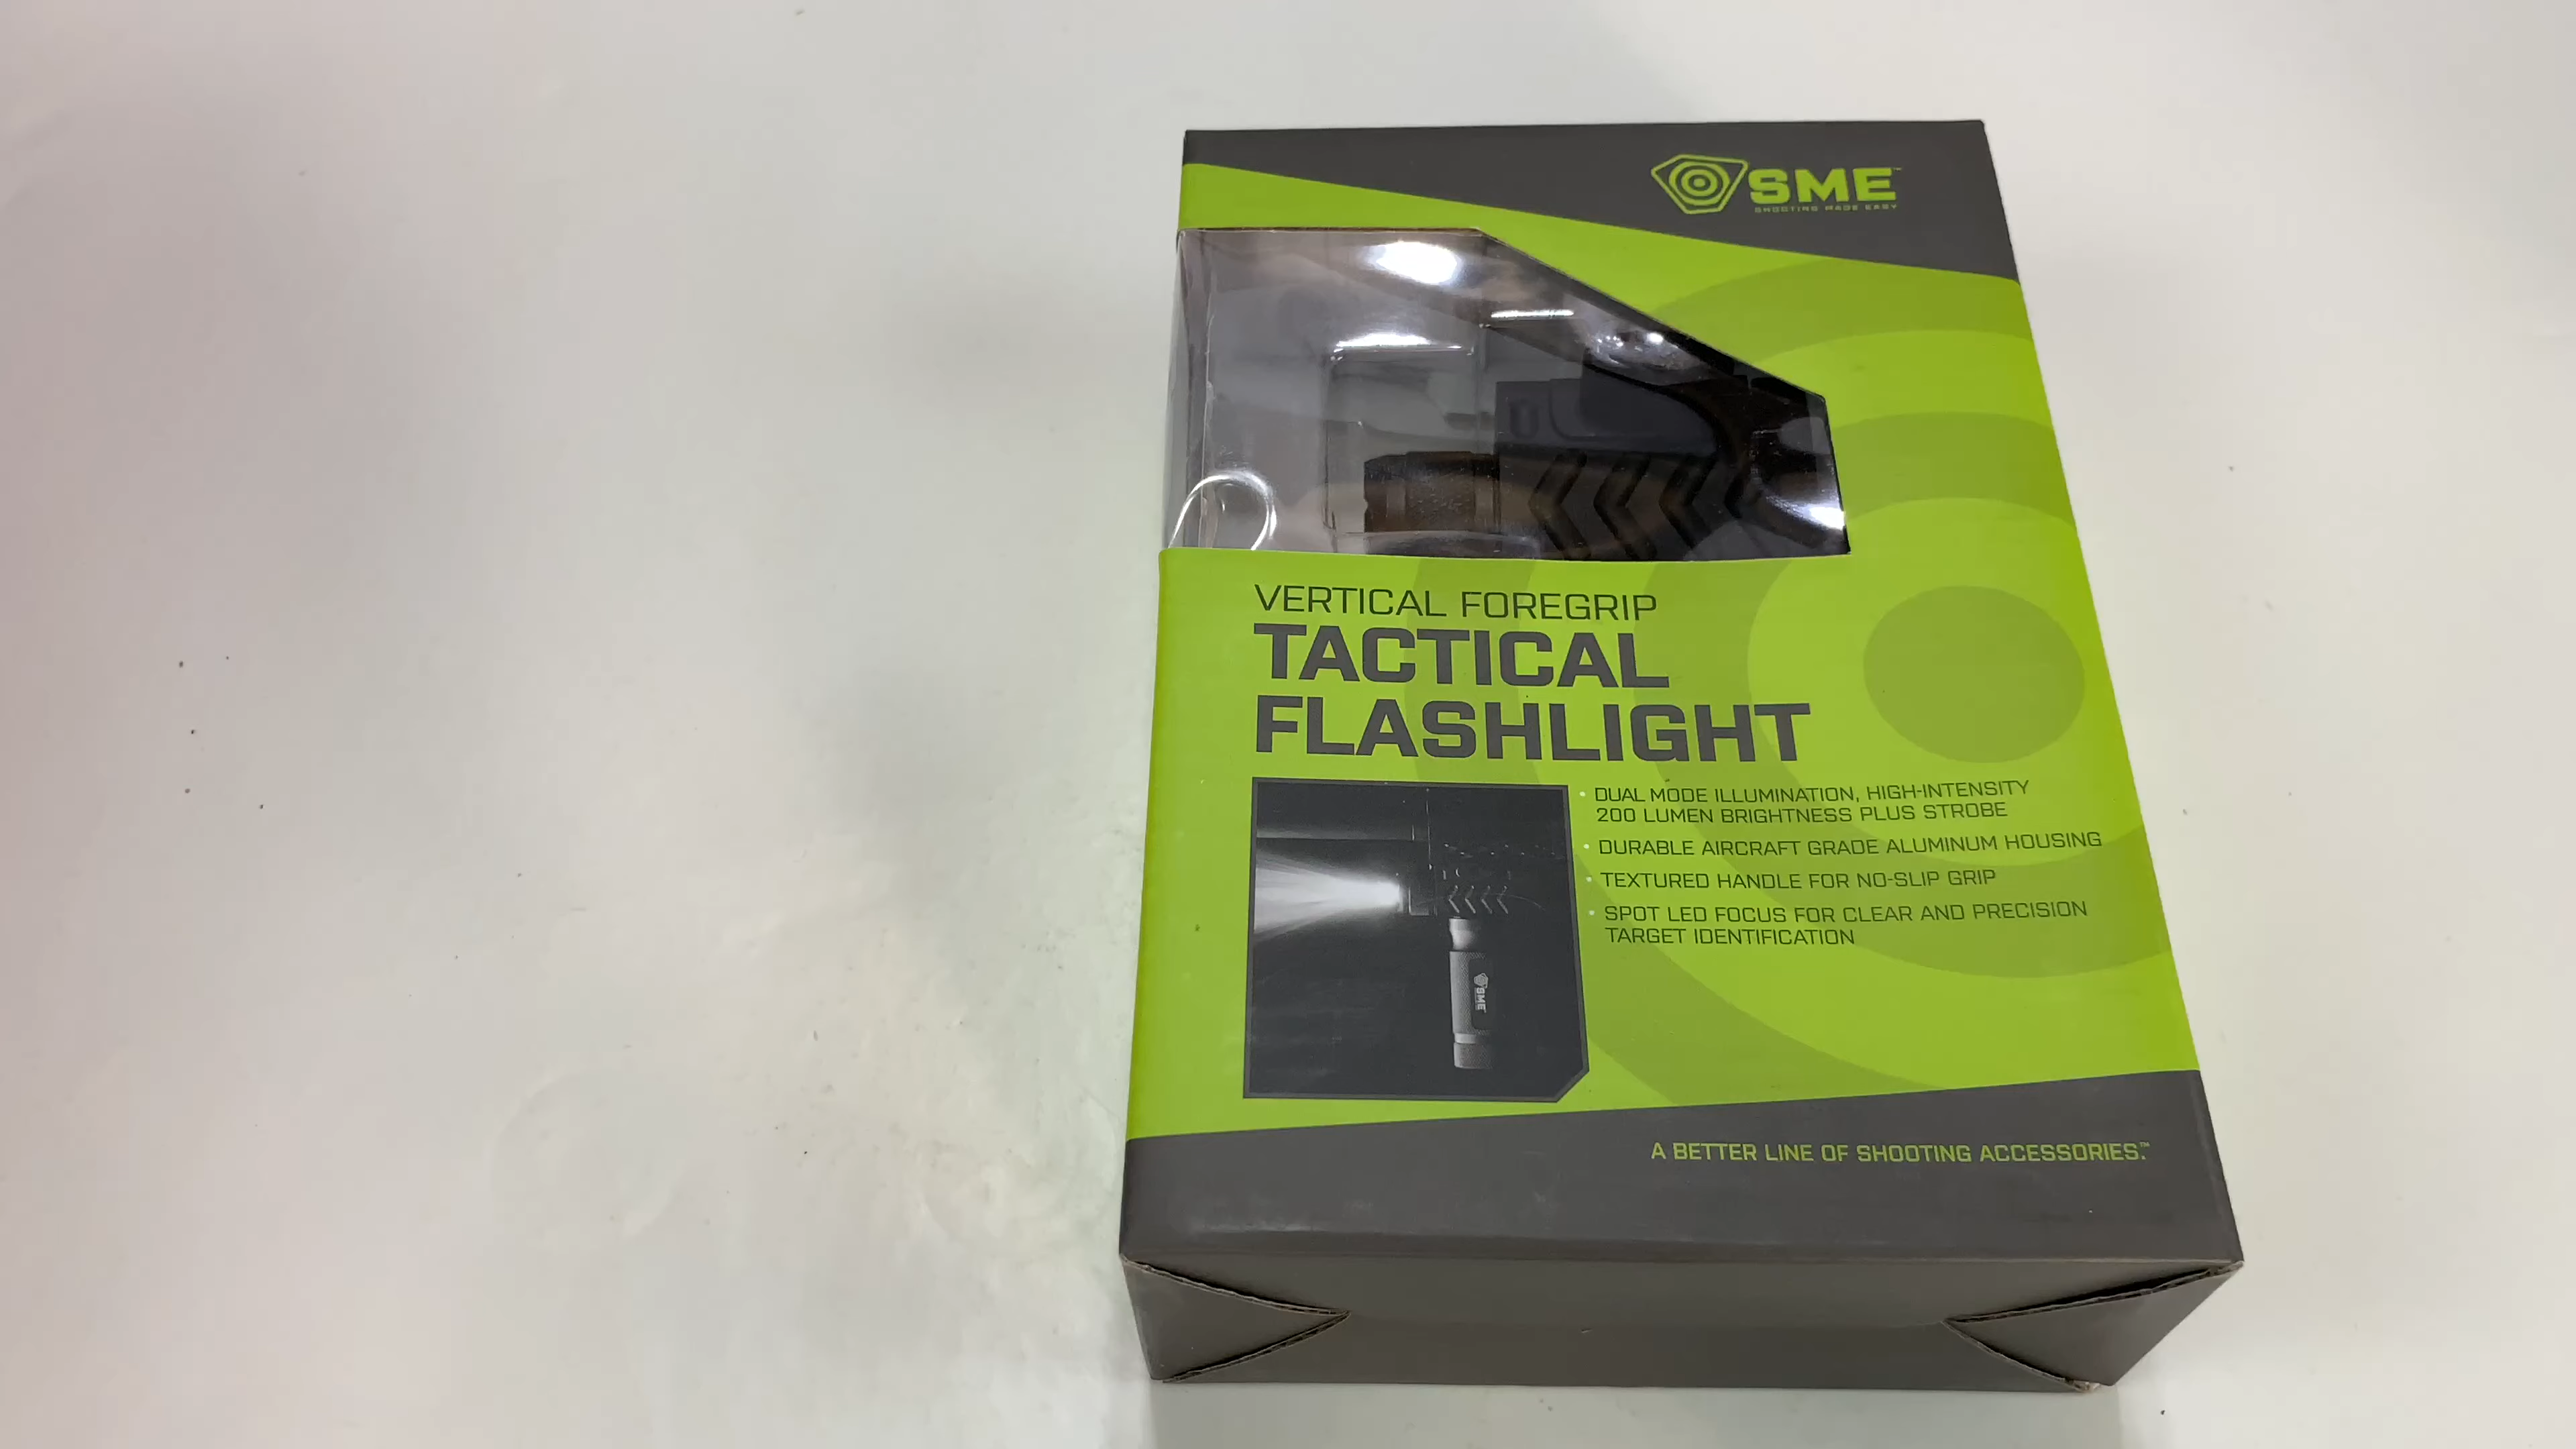 SME™
SHOOTING MADE EASY
VERTICAL FOREGRIP
TACTICAL
FLASHLIGHT
• DUAL MODE ILLUMINATION, HIGH-INTENSITY
200 LUMEN BRIGHTNESS PLUS STROBE
• DURABLE AIRCRAFT GRADE ALUMINUM HOUSING
• TEXTURED HANDLE FOR NO-SLIP GRIP
• SPOT LED FOCUS FOR CLEAR AND PRECISION
TARGET IDENTIFICATION
SME
A BETTER LINE OF SHOOTING ACCESSORIES.™